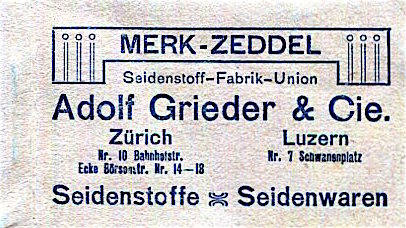 MERK-ZEDDEL
Seidenstoff-Fabrik-Union
Adolf Grieder & Cie.
Zürich Luzern
Nr. 10 Bahnhofstr. Nr. 7 Schwanenplatz
Ecke Börsenstr. Nr. 14—18
Seidenstoffe Seidenwaren